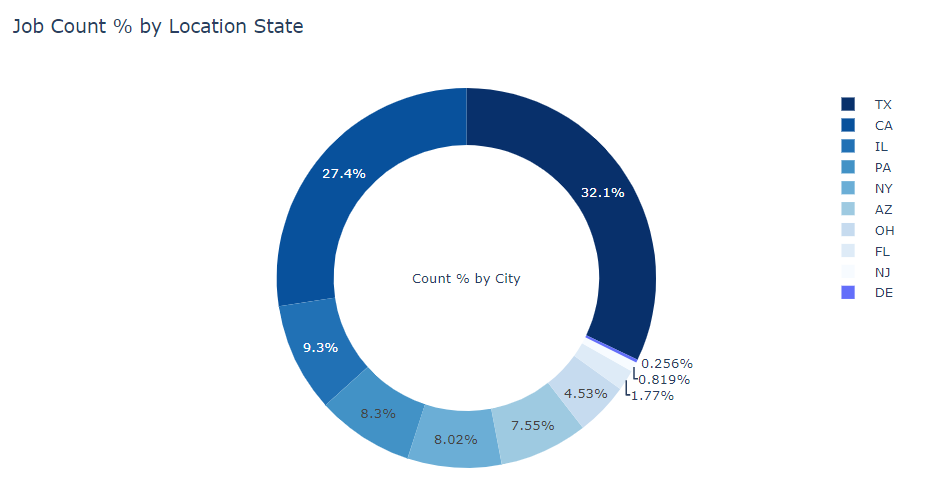 Job Count % by Location State
TX
CA
IL
PA
NY
AZ
OH
FL
NJ
DE
27.4%
32.1%
Count % by City
9.3%
0.256%
0.819%
1.77%
4.53%
8.3%
7.55%
8.02%